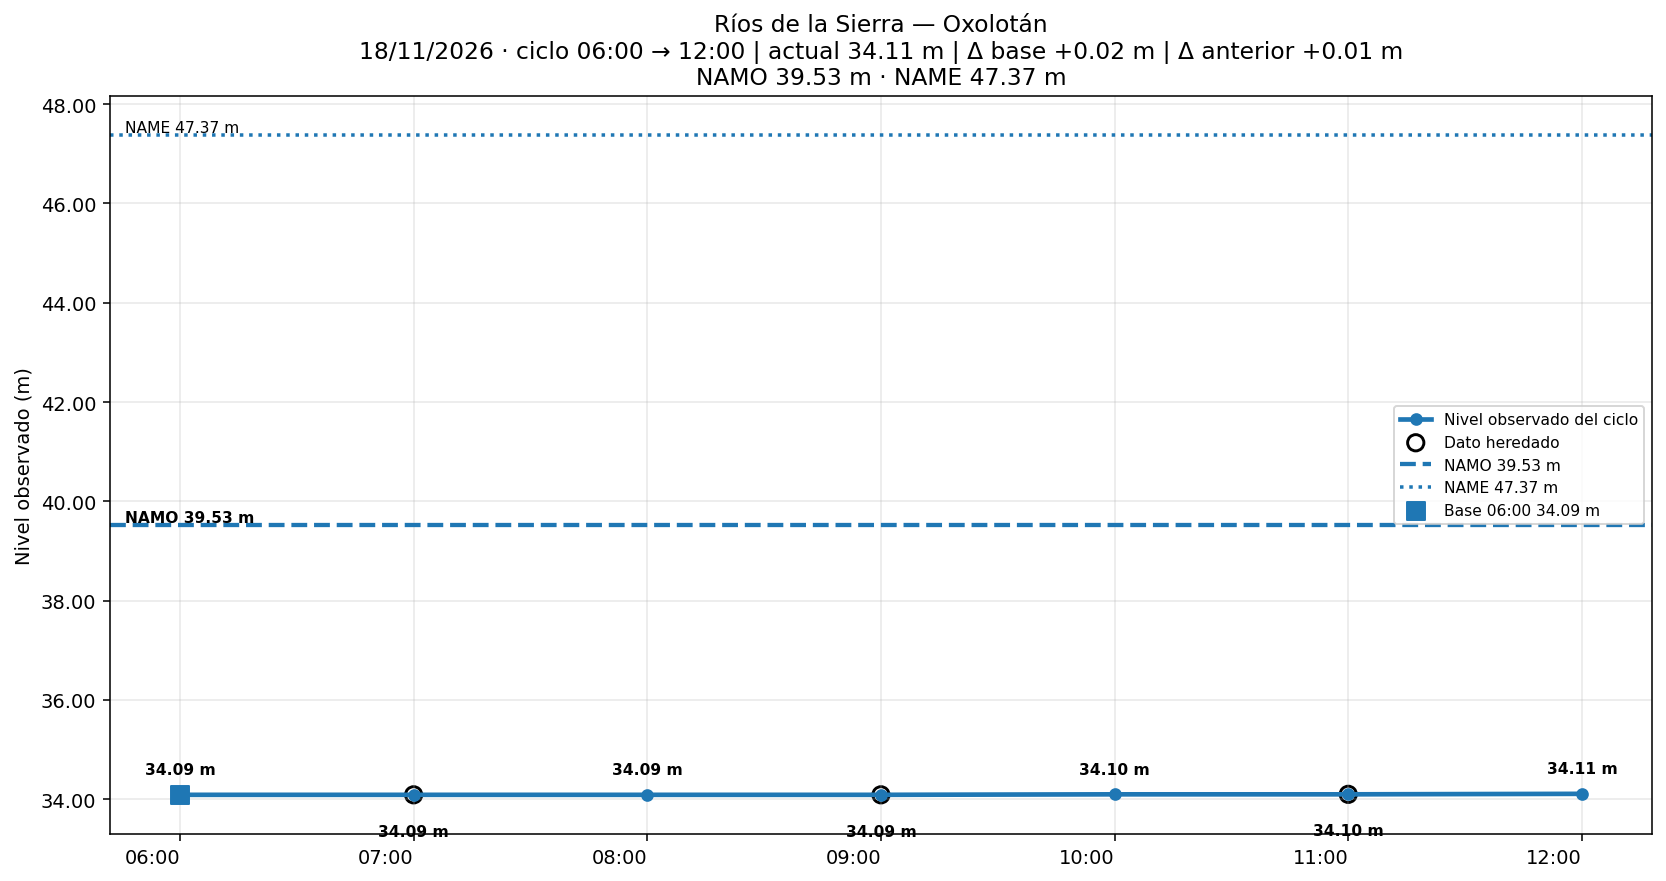 Ríos de la Sierra — Oxolotán
18/11/2026 · ciclo 06:00 → 12:00 | actual 34.11 m | Δ base +0.02 m | Δ anterior +0.01 m
NAMO 39.53 m · NAME 47.37 m
Nivel observado (m)
48.00
46.00
44.00
42.00
40.00
38.00
36.00
34.00
NAME 47.37 m
NAMO 39.53 m
Nivel observado del ciclo
Dato heredado
NAMO 39.53 m
NAME 47.37 m
Base 06:00 34.09 m
34.09 m
34.09 m
34.09 m
34.09 m
34.10 m
34.10 m
34.11 m
06:00
07:00
08:00
09:00
10:00
11:00
12:00